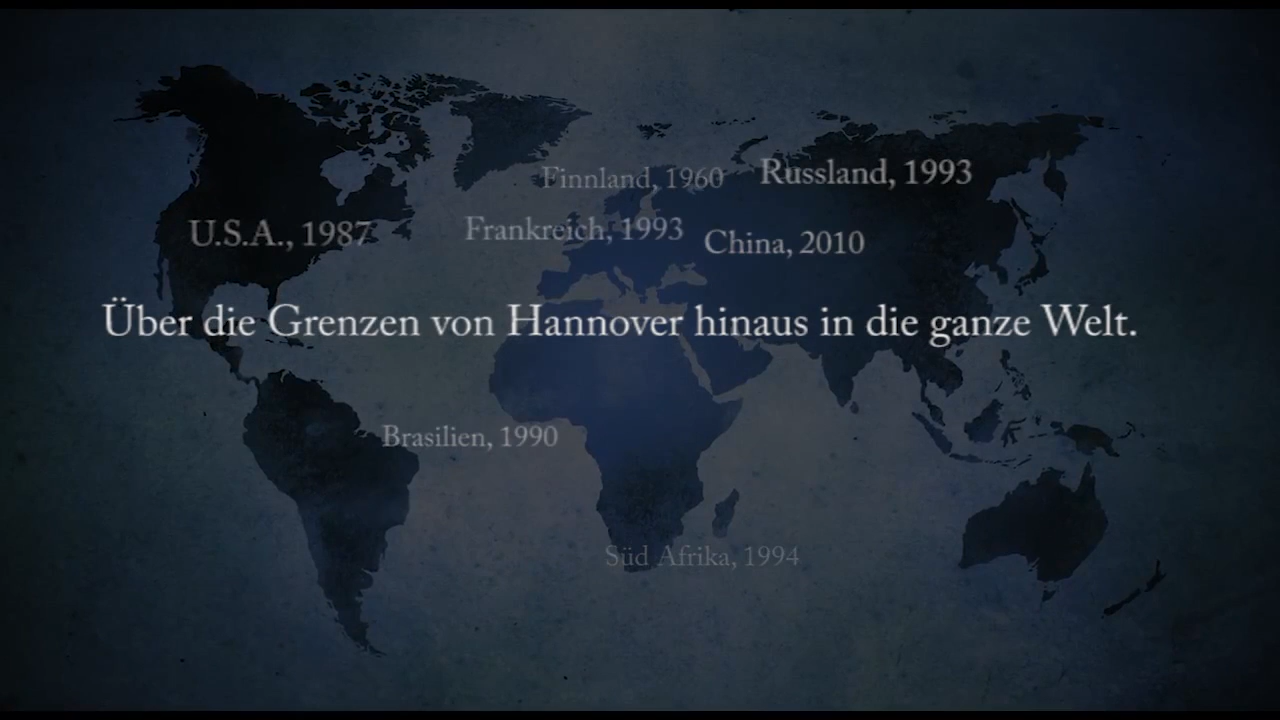 Finnland, 1960
Russland, 1993
U.S.A., 1987
Frankreich, 1993
China, 2010
Über die Grenzen von Hannover hinaus in die ganze Welt.
Brasilien, 1990
Süd Afrika, 1994